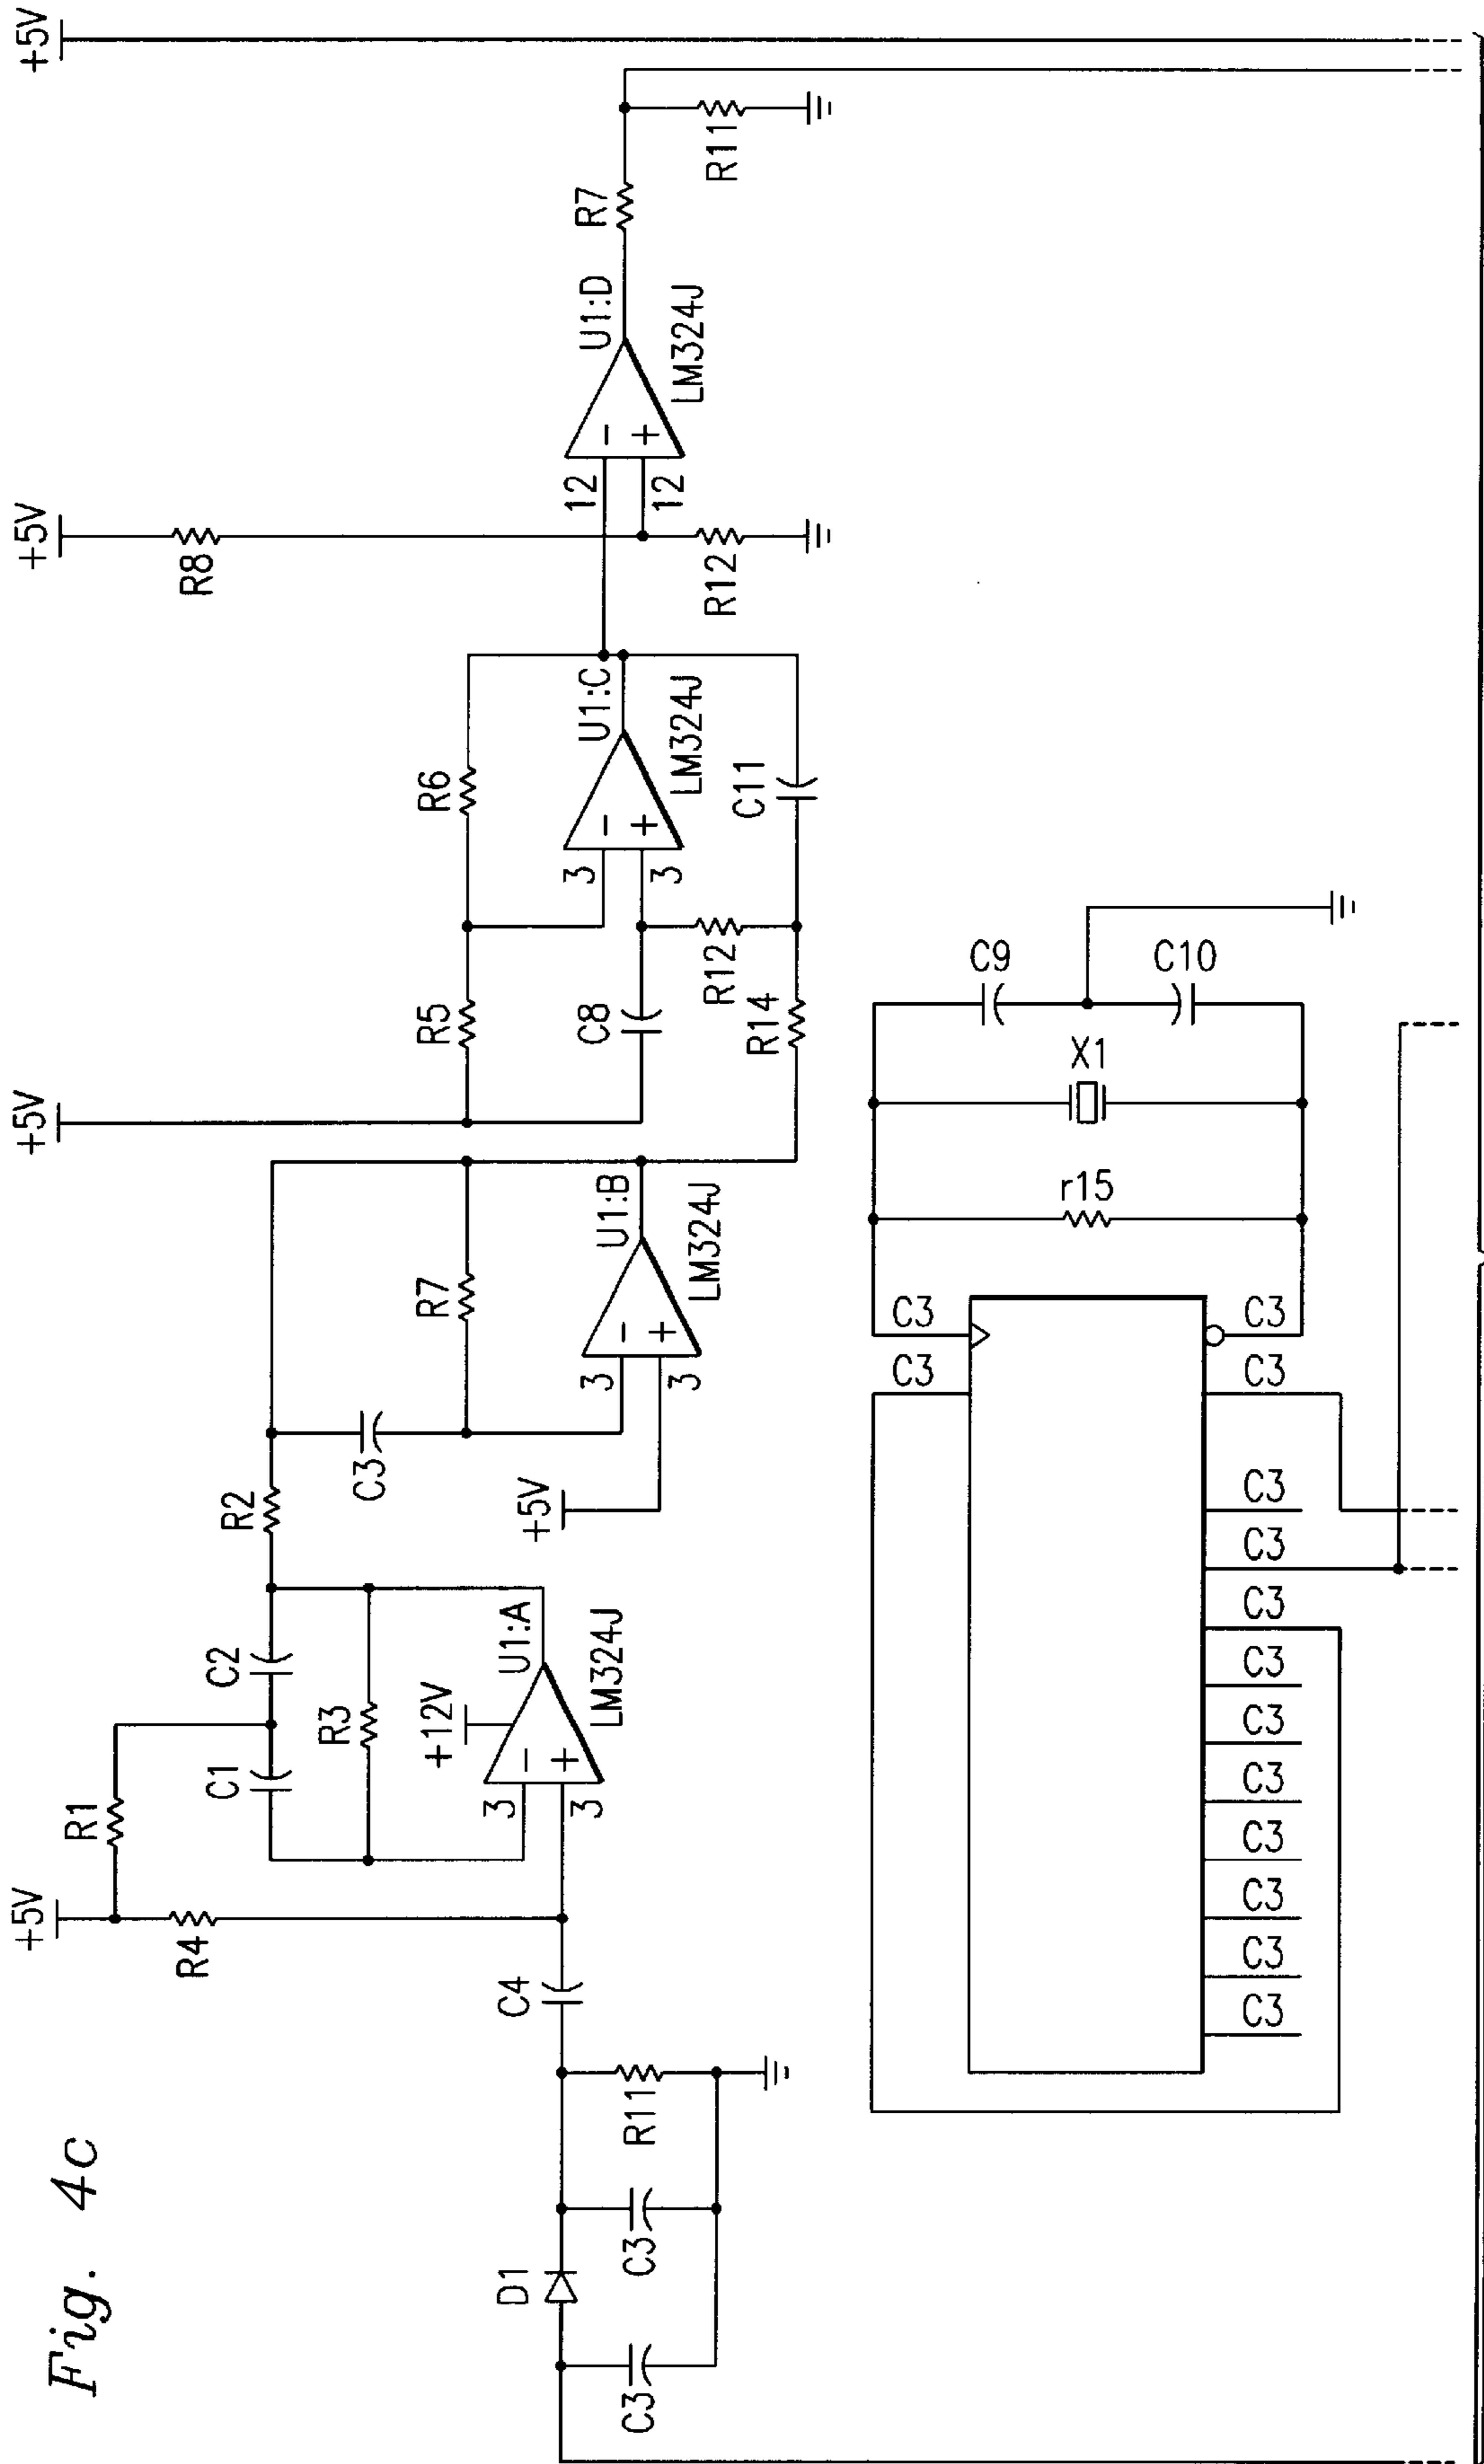 Fig. 4c
+5V
+5V
+5V
+5V
R1
R4
C1
C2
R2
R3
+12V
U1:A
LM324J
3
3
C4
D1
C3
C3
R11
C3
R7
+5V
3
3
U1:B
LM324J
R5
R6
C8
R12
R14
3
3
U1:C
LM324J
C11
R8
12
12
R12
U1:D
LM324J
R7
R11
C3
C3
C3
C3
C3
C3
C3
C3
C3
C3
C3
C3
C3
C3
r15
X1
C9
C10